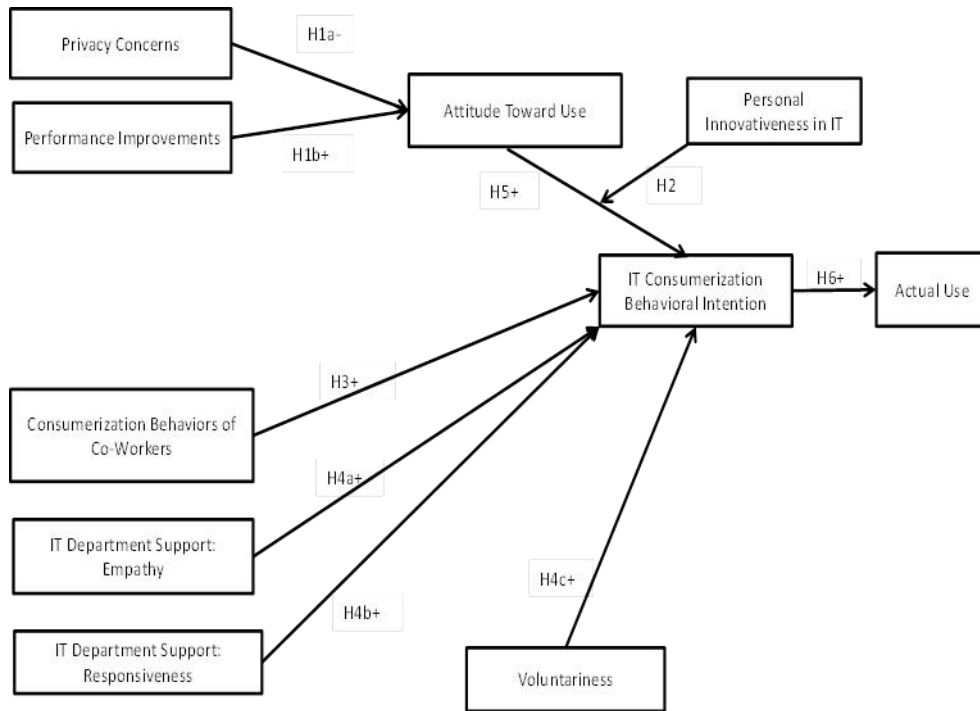 Privacy Concerns
H1a-
Performance Improvements
H1b+
Attitude Toward Use
Personal
Innovativeness in IT
H5+
H2
IT Consumerization
Behavioral Intention
H6+
Actual Use
H3+
Consumerization Behaviors of
Co-Workers
H4a+
IT Department Support:
Empathy
H4b+
H4c+
IT Department Support:
Responsiveness
Voluntariness